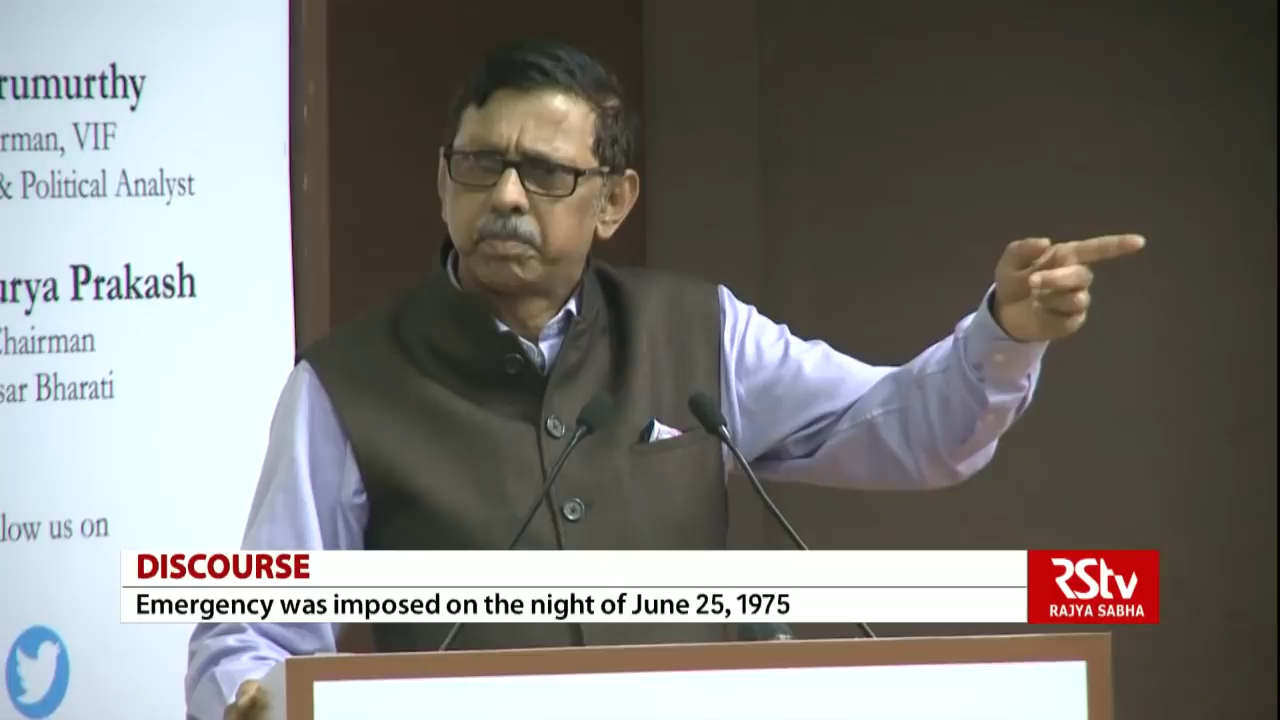 rumurthy
rman, VIF
& Political Analyst
urya Prakash
Chairman
sar Bharati
low us on
DISCOURSE
Emergency was imposed on the night of June 25, 1975
RStv
RAJYA SABHA